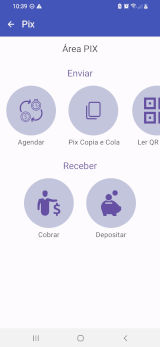 10:39
Pix
Área PIX
Enviar
Agendar Pix Copia e Cola Ler QR
Receber
Cobrar Depositar